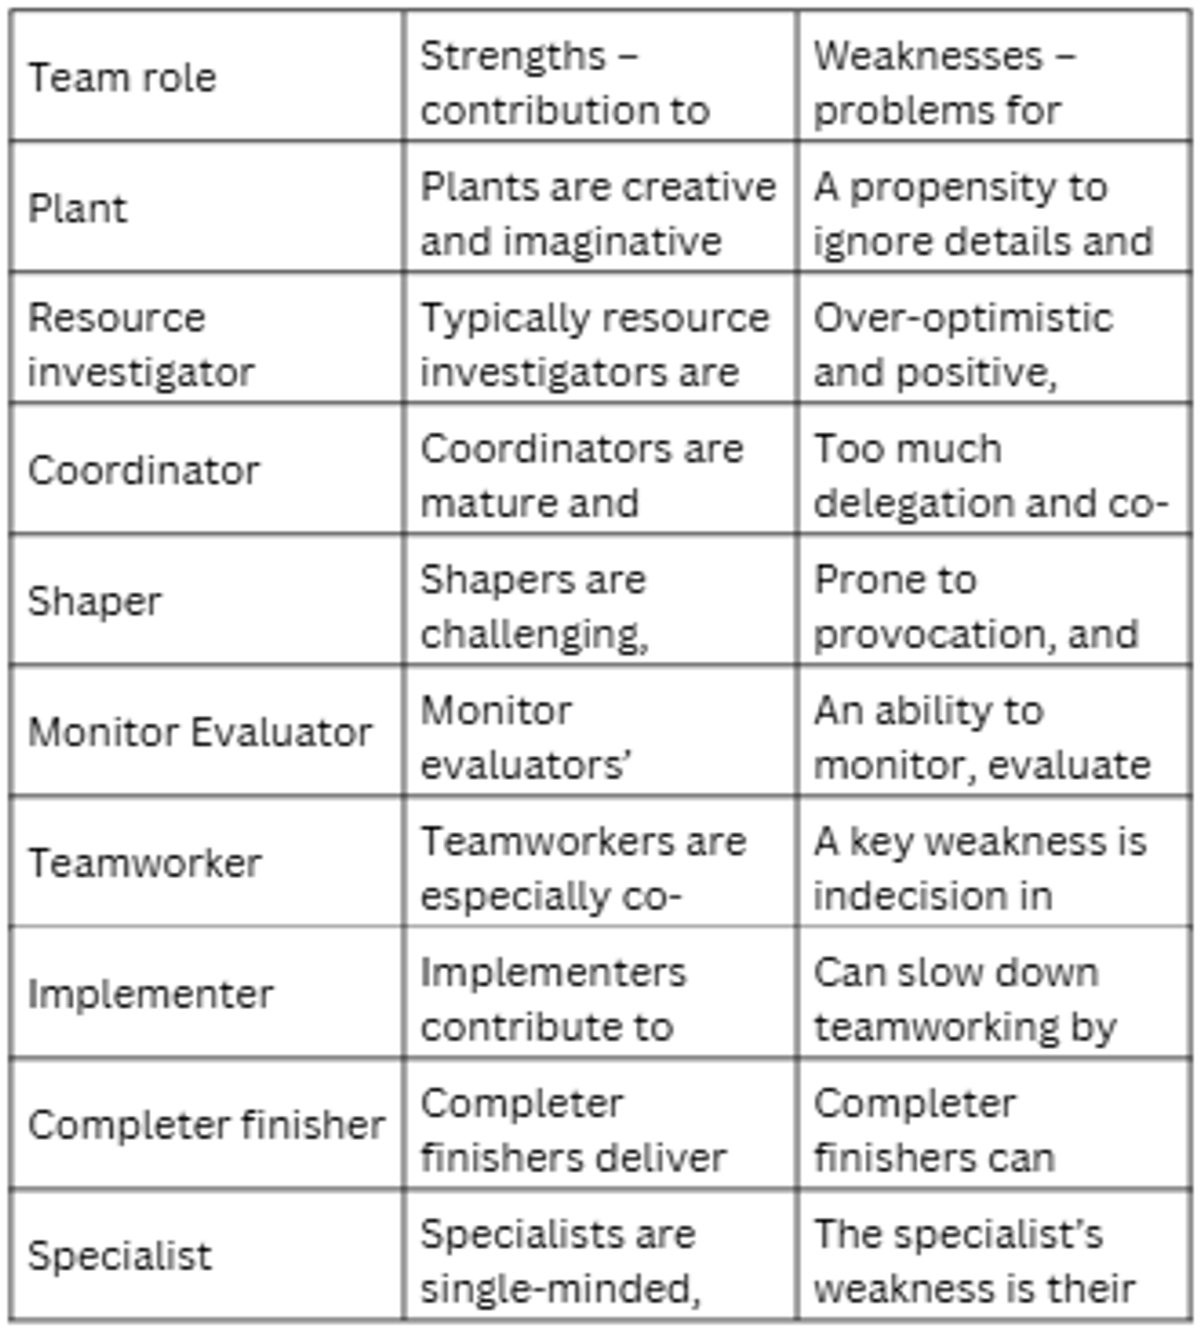 Team role
Strengths –
contribution to
Weaknesses –
problems for
Plant
Plants are creative
and imaginative
A propensity to
ignore details and
Resource
investigator
Typically resource
investigators are
Over-optimistic
and positive,
Coordinator
Coordinators are
mature and
Too much
delegation and co-
Shaper
Shapers are
challenging,
Prone to
provocation, and
Monitor Evaluator
Monitor
evaluators’
An ability to
monitor, evaluate
Teamworker
Teamworkers are
especially co-
A key weakness is
indecision in
Implementer
Implementers
contribute to
Can slow down
teamworking by
Completer finisher
Completer
finishers deliver
Completer
finishers can
Specialist
Specialists are
single-minded,
The specialist’s
weakness is their